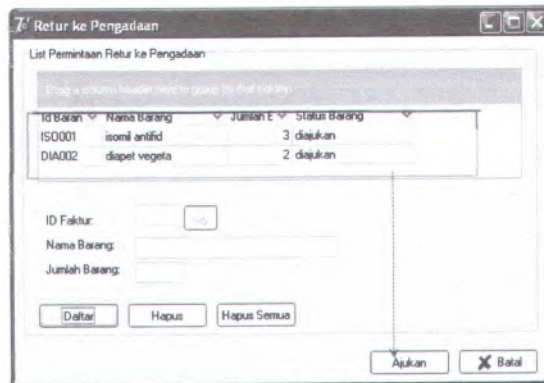 Retur ke Pengadaan
List Permintaan Retur ke Pengadaan
Drag a column header here to group by that column
Id Baran Nama Barang Jumlah E Status Barang
ISO001 isomil antifid 3 diajukan
DIA002 diapet vegeta 2 diajukan
ID Faktur:
Nama Barang:
Jumlah Barang:
Daftar Hapus Hapus Semua
Ajukan Batal